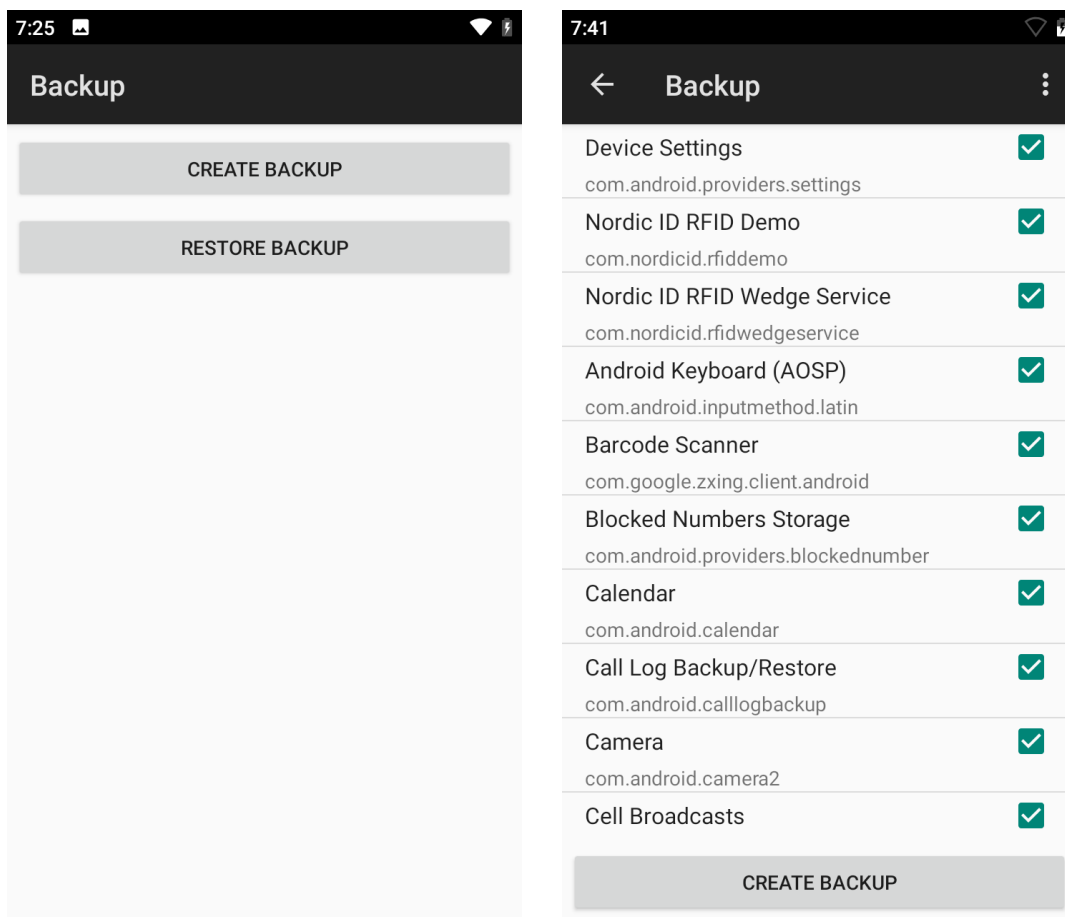 7:25
Backup
CREATE BACKUP
RESTORE BACKUP
7:41
Backup
Device Settings
com.android.providers.settings
Nordic ID RFID Demo
com.nordicid.rfiddemo
Nordic ID RFID Wedge Service
com.nordicid.rfidwedgeservice
Android Keyboard (AOSP)
com.android.inputmethod.latin
Barcode Scanner
com.google.zxing.client.android
Blocked Numbers Storage
com.android.providers.blockednumber
Calendar
com.android.calendar
Call Log Backup/Restore
com.android.calllogbackup
Camera
com.android.camera2
Cell Broadcasts
CREATE BACKUP